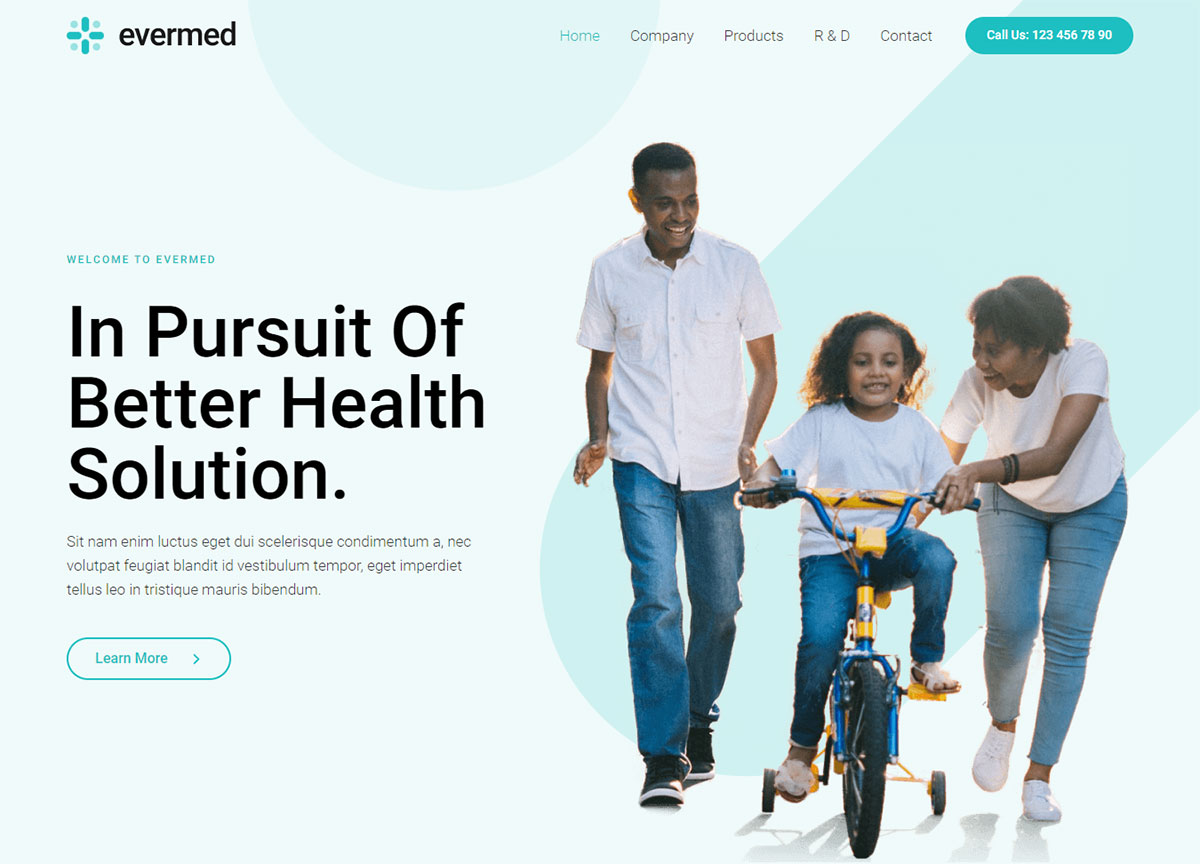 evermed
Home Company Products R & D Contact Call Us: 123 456 78 90
WELCOME TO EVERMED
In Pursuit Of
Better Health
Solution.
Sit nam enim luctus eget dui scelerisque condimentum a, nec
volutpat feugiat blandit id vestibulum tempor, eget imperdiet
tellus leo in tristique mauris bibendum.
Learn More